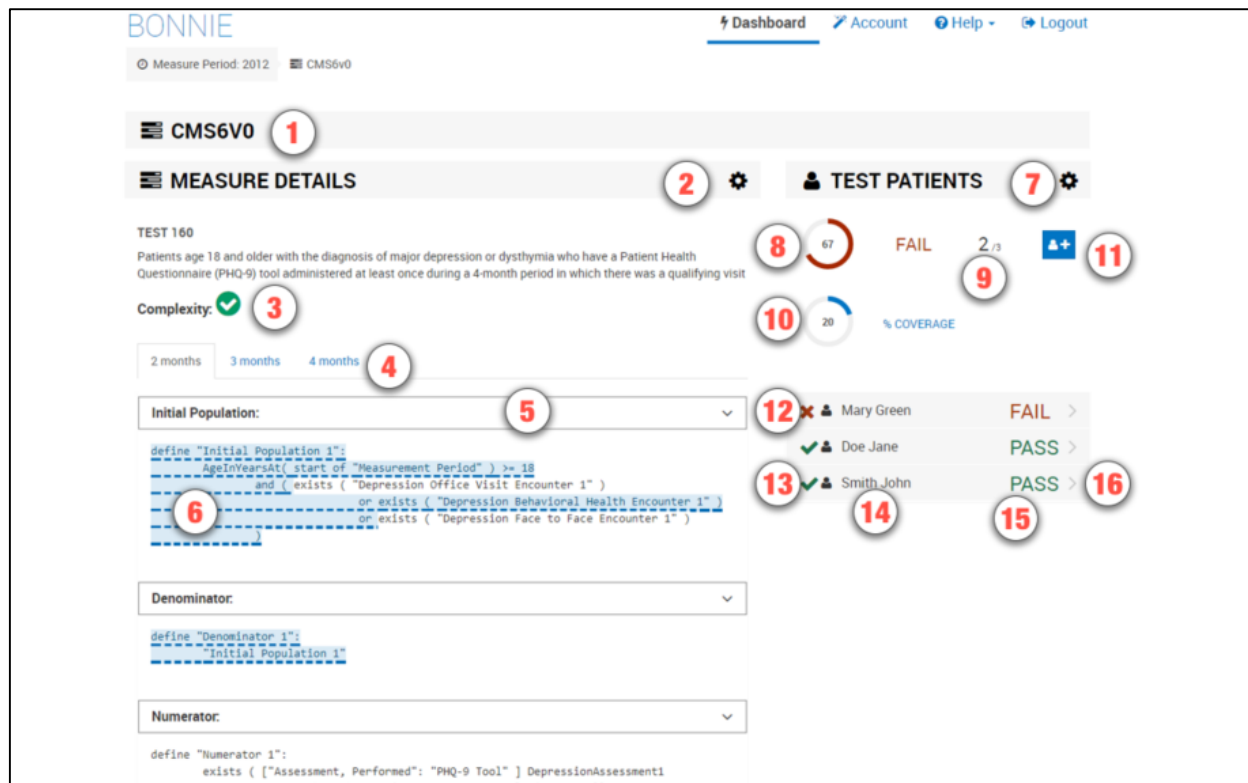 BONNIE
Dashboard Account Help Logout
Measure Period: 2012 CMS6v0
CMS6V0 1
MEASURE DETAILS 2
TEST PATIENTS 7
TEST 160
Patients age 18 and older with the diagnosis of major depression or dysthymia who have a Patient Health
Questionnaire (PHQ-9) tool administered at least once during a 4-month period in which there was a qualifying visit
Complexity: 3
2 months 3 months 4 months 4
Initial Population: 5
define "Initial Population 1":
AgeInYearsAt( start of "Measurement Period" ) >= 18
and ( exists ( "Depression Office Visit Encounter 1" )
or exists ( "Depression Behavioral Health Encounter 1" )
6 or exists ( "Depression Face to Face Encounter 1" )
)
Denominator:
define "Denominator 1":
"Initial Population 1"
Numerator:
define "Numerator 1":
exists ( ["Assessment, Performed": "PHQ-9 Tool" ] DepressionAssessment1
8 67 FAIL 2 /3 11
9
10 20 % COVERAGE
12 Mary Green FAIL
Doe Jane PASS
13 Smith John PASS 16
14 15